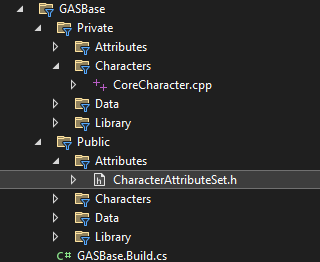 GASBase
Private
Attributes
Characters
CoreCharacter.cpp
Data
Library
Public
Attributes
CharacterAttributeSet.h
Characters
Data
Library
C# GASBase.Build.cs